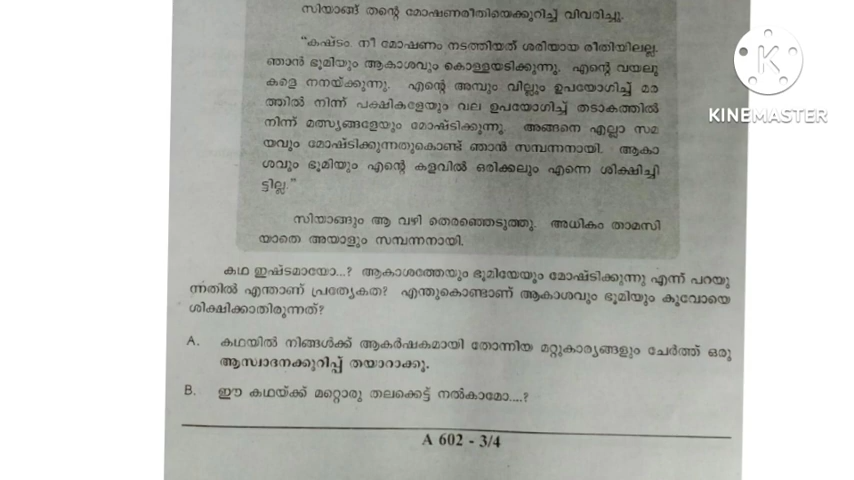 സിയാങ്ങ് തന്റെ മോഷണരീതിയെക്കുറിച്ച് വിവരിച്ചു.
"കഷ്ടം. നീ മോഷണം നടത്തിയത് ശരിയായ രീതിയിലല്ല.
ഞാൻ ഭൂമിയും ആകാശവും കൊള്ളയടിക്കുന്നു. എന്റെ വയലു
കളെ നനയ്ക്കുന്നു. എന്റെ അമ്പും വില്ലും ഉപയോഗിച്ച് മര
ത്തിൽ നിന്ന് പക്ഷികളേയും വല ഉപയോഗിച്ച് തടാകത്തിൽ
നിന്ന് മത്സ്യങ്ങളേയും മോഷ്ടിക്കുന്നു. അങ്ങനെ എല്ലാ സമ
യവും മോഷ്ടിക്കുന്നതുകൊണ്ട് ഞാൻ സമ്പന്നനായി. ആകാ
ശവും ഭൂമിയും എന്റെ കളവിൽ ഒരിക്കലും എന്നെ ശിക്ഷിച്ചി
ട്ടില്ല."
സിയാങ്ങും ആ വഴി തെരഞ്ഞെടുത്തു. അധികം താമസി
യാതെ അയാളും സമ്പന്നനായി.
കഥ ഇഷ്ടമായോ...? ആകാശത്തേയും ഭൂമിയേയും മോഷ്ടിക്കുന്നു എന്ന് പറയു
ന്നതിൽ എന്താണ് പ്രത്യേകത? എന്തുകൊണ്ടാണ് ആകാശവും ഭൂമിയും കുവോയെ
ശിക്ഷിക്കാതിരുന്നത്?
A. കഥയിൽ നിങ്ങൾക്ക് ആകർഷകമായി തോന്നിയ മറ്റുകാര്യങ്ങളും ചേർത്ത് ഒരു
ആസ്വാദനക്കുറിപ്പ് തയാറാക്കൂ.
B. ഈ കഥയ്ക്ക് മറ്റൊരു തലക്കെട്ട് നൽകാമോ....?
A 602 - 3/4
K
KINEMASTER